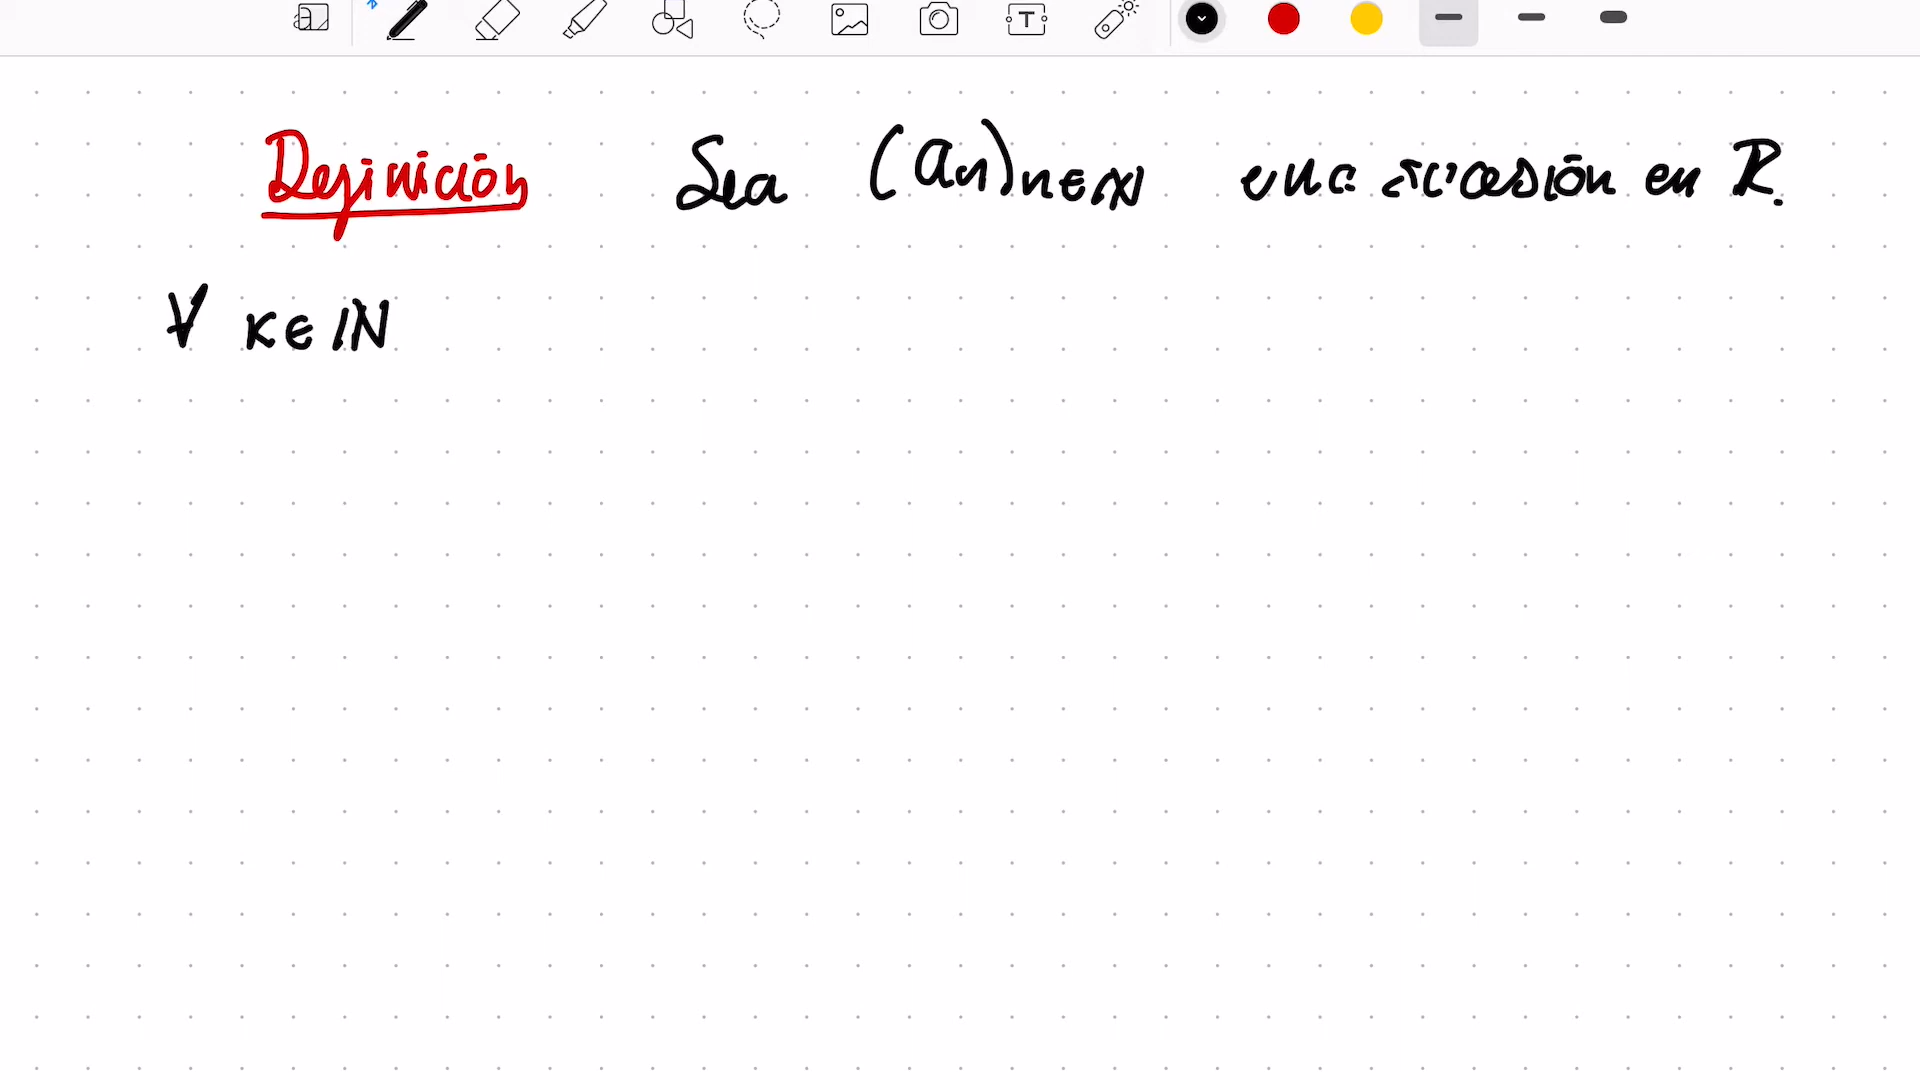 Definición Sea (an)n∈ℕ una sucesión en ℝ.
∀ k∈ℕ